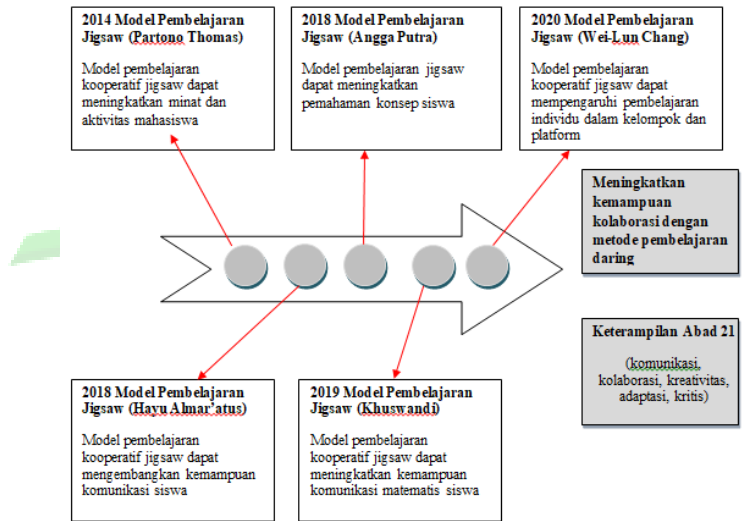 2014 Model Pembelajaran
Jigsaw (Partono Thomas)
Model pembelajaran
kooperatif jigsaw dapat
meningkatkan minat dan
aktivitas mahasiswa
2018 Model Pembelajaran
Jigsaw (Angga Putra)
Model pembelajaran jigsaw
dapat meningkatkan
pemahaman konsep siswa
2020 Model Pembelajaran
Jigsaw (Wei-Lun Chang)
Model pembelajaran
kooperatif jigsaw dapat
mempengaruhi pembelajaran
individu dalam kelompok dan
platform
Meningkatkan
kemampuan
kolaborasi dengan
metode pembelajaran
daring
Keterampilan Abad 21
(komunikasi,
kolaborasi, kreativitas,
adaptasi, kritis)
2018 Model Pembelajaran
Jigsaw (Hayu Almar'atus)
Model pembelajaran
kooperatif jigsaw dapat
mengembangkan kemampuan
komunikasi siswa
2019 Model Pembelajaran
Jigsaw (Khuswandi)
Model pembelajaran
kooperatif jigsaw dapat
meningkatkan kemampuan
komunikasi matematis siswa